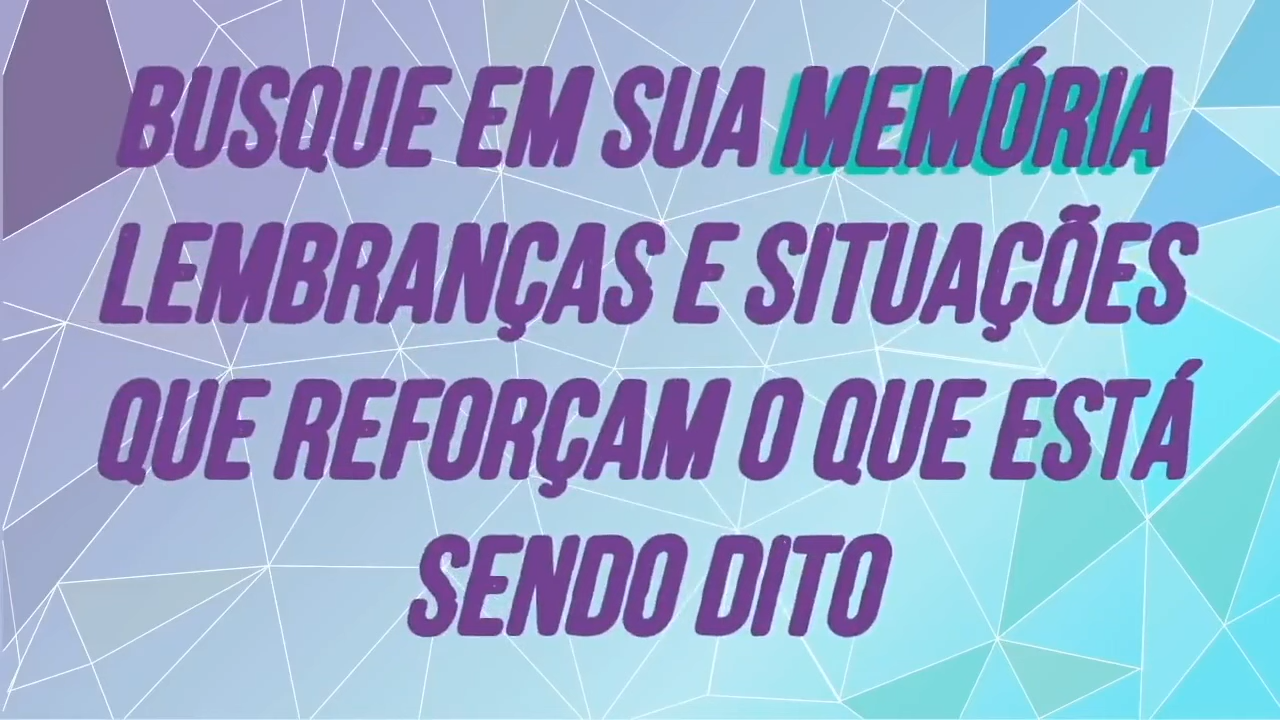 BUSQUE EM SUA MEMÓRIA
LEMBRANÇAS E SITUAÇÕES
QUE REFORÇAM O QUE ESTÁ
SENDO DITO